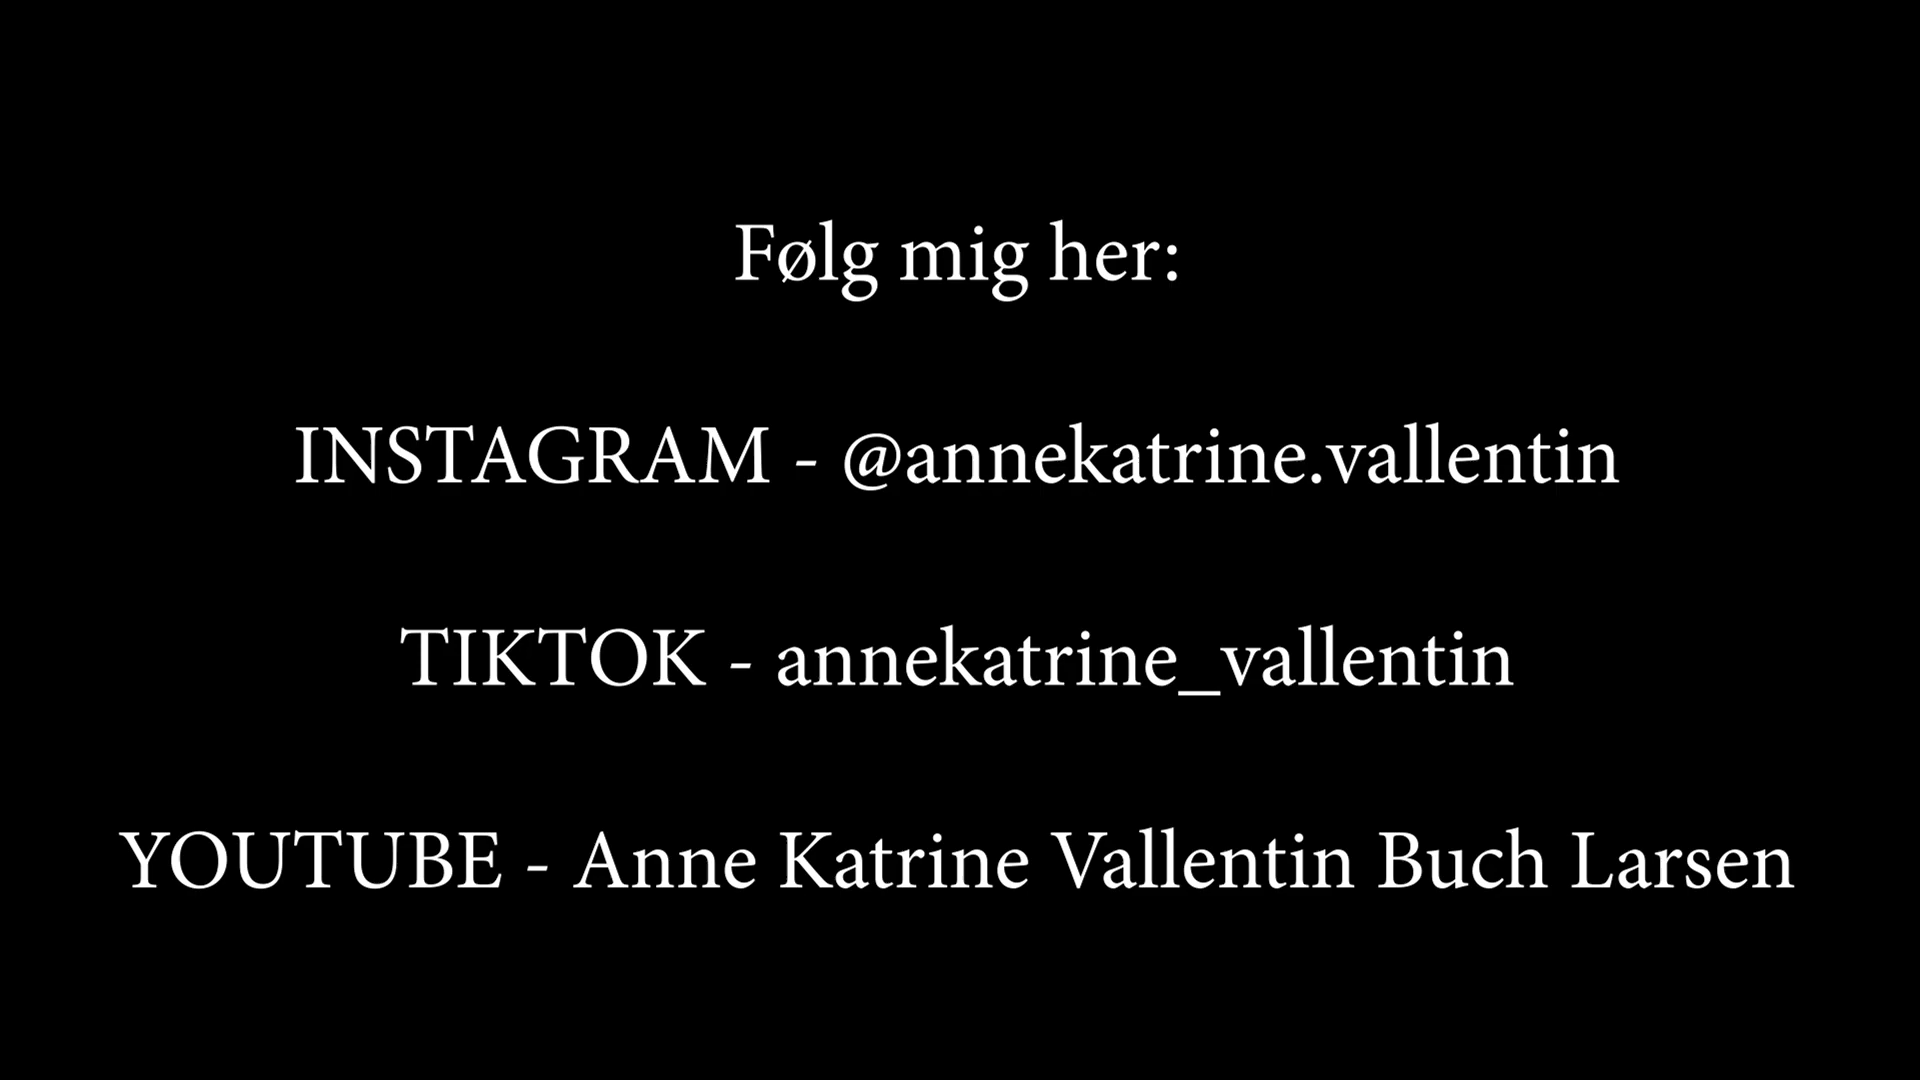 Følg mig her:
INSTAGRAM - @annekatrine.vallentin
TIKTOK - annekatrine_vallentin
YOUTUBE - Anne Katrine Vallentin Buch Larsen